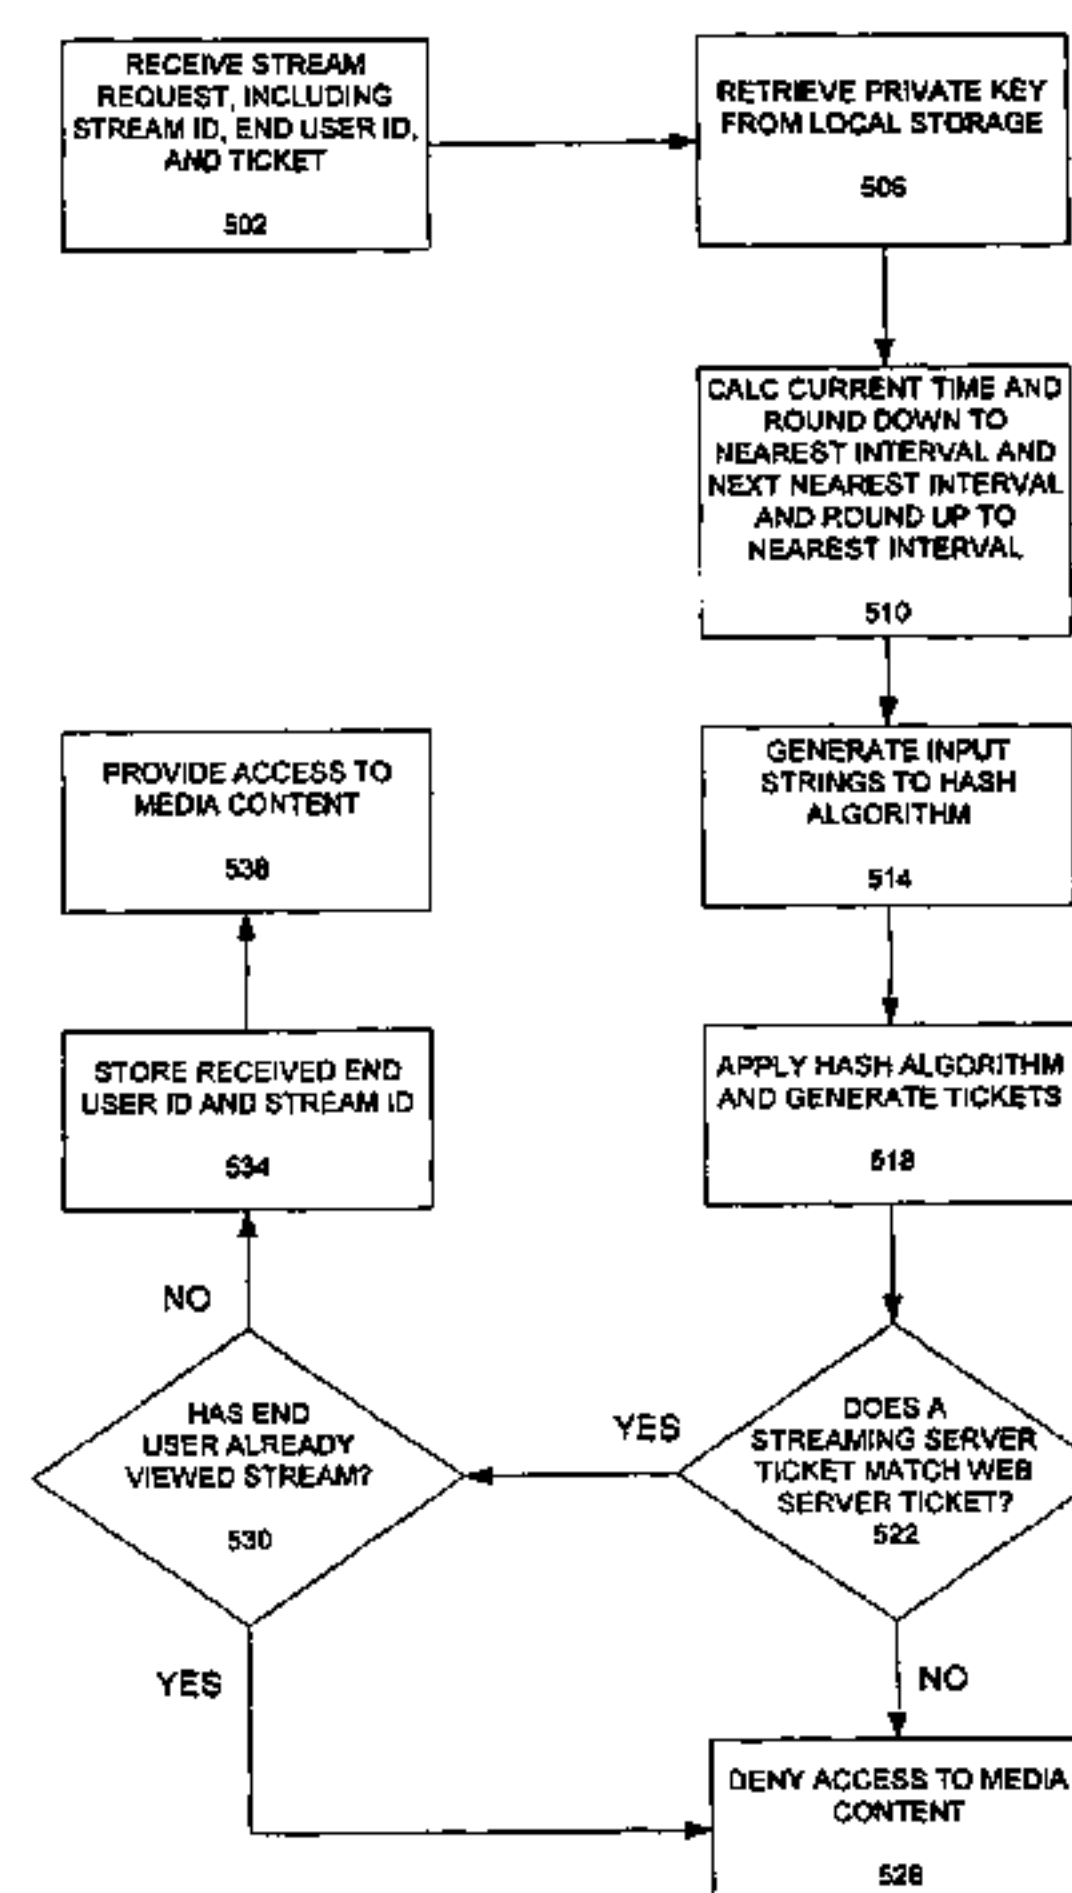 RECEIVE STREAM
REQUEST, INCLUDING
STREAM ID, END USER ID,
AND TICKET
502
RETRIEVE PRIVATE KEY
FROM LOCAL STORAGE
506
CALC CURRENT TIME AND
ROUND DOWN TO
NEAREST INTERVAL AND
NEXT NEAREST INTERVAL
AND ROUND UP TO
NEAREST INTERVAL
510
GENERATE INPUT
STRINGS TO HASH
ALGORITHM
514
APPLY HASH ALGORITHM
AND GENERATE TICKETS
518
DOES A
STREAMING SERVER
TICKET MATCH WEB
SERVER TICKET?
522
YES
NO
HAS END
USER ALREADY
VIEWED STREAM?
530
NO
YES
STORE RECEIVED END
USER ID AND STREAM ID
534
PROVIDE ACCESS TO
MEDIA CONTENT
538
DENY ACCESS TO MEDIA
CONTENT
526